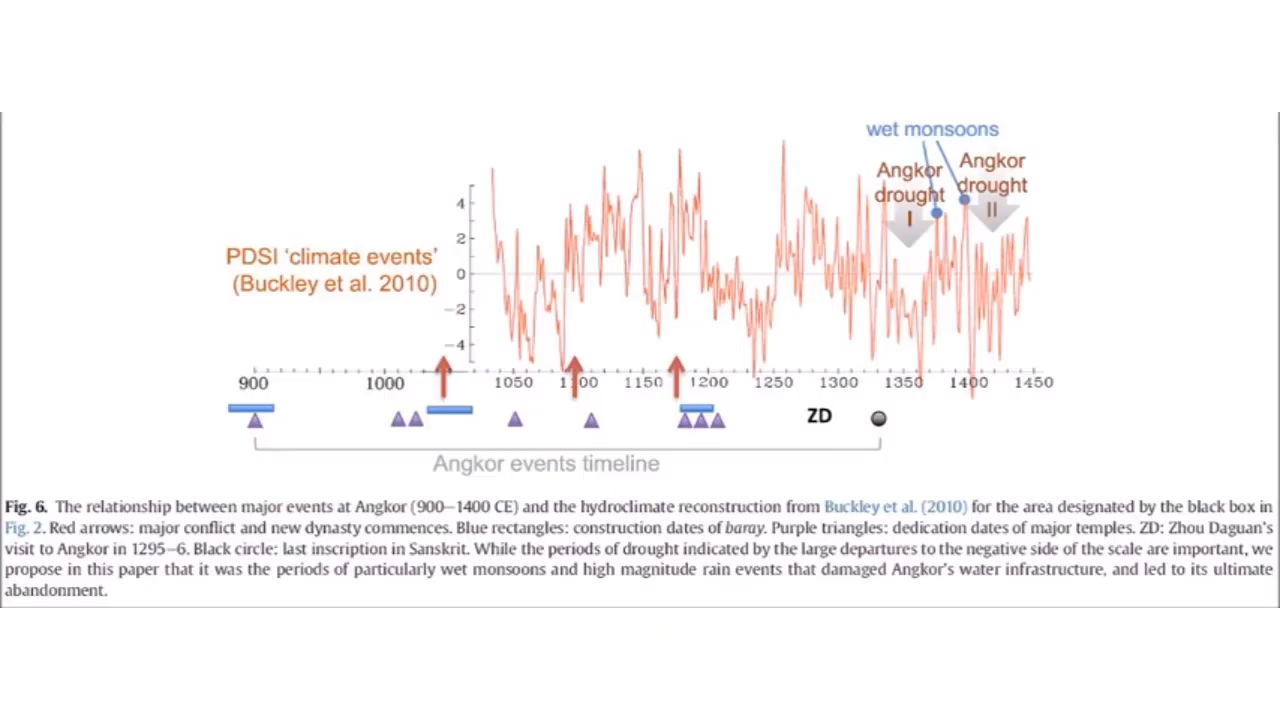 wet monsoons
Angkor
drought
I
Angkor
drought
II
PDSI ‘climate events’
(Buckley et al. 2010)
4
2
0
−2
−4
900 1000 1050 1100 1150 1200 1250 1300 1350 1400 1450
ZD
Angkor events timeline
Fig. 6. The relationship between major events at Angkor (900–1400 CE) and the hydroclimate reconstruction from Buckley et al. (2010) for the area designated by the black box in
Fig. 2. Red arrows: major conflict and new dynasty commences. Blue rectangles: construction dates of baray. Purple triangles: dedication dates of major temples. ZD: Zhou Daguan's
visit to Angkor in 1295–6. Black circle: last inscription in Sanskrit. While the periods of drought indicated by the large departures to the negative side of the scale are important, we
propose in this paper that it was the periods of particularly wet monsoons and high magnitude rain events that damaged Angkor's water infrastructure, and led to its ultimate
abandonment.